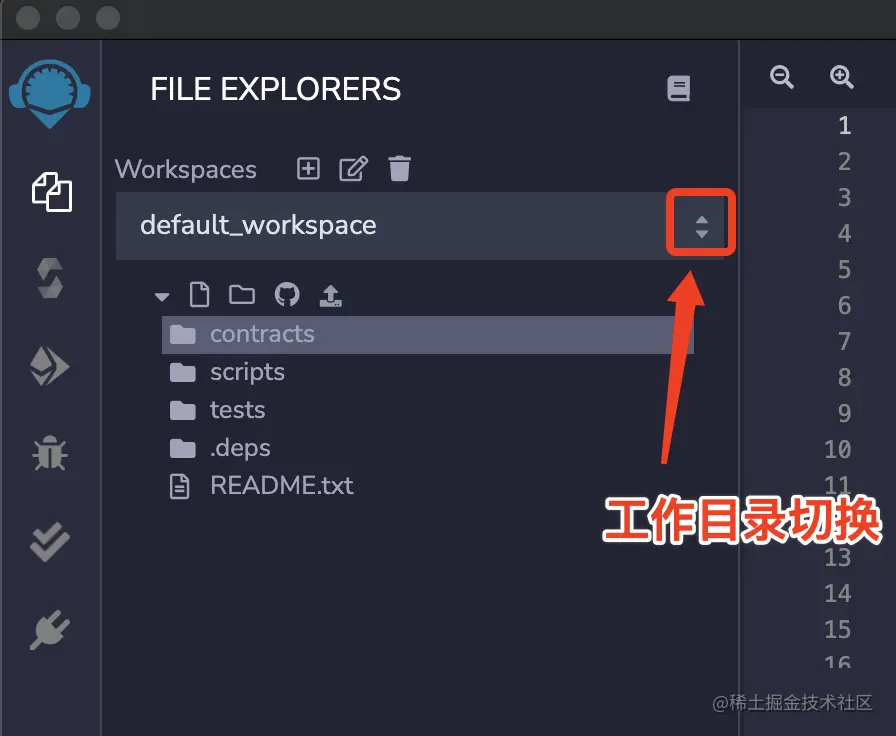 FILE EXPLORERS
Workspaces
default_workspace
contracts
scripts
tests
.deps
README.txt
1
2
3
4
5
6
7
8
9
10
11
13
14
15
16
工作目录切换
@稀土掘金技术社区